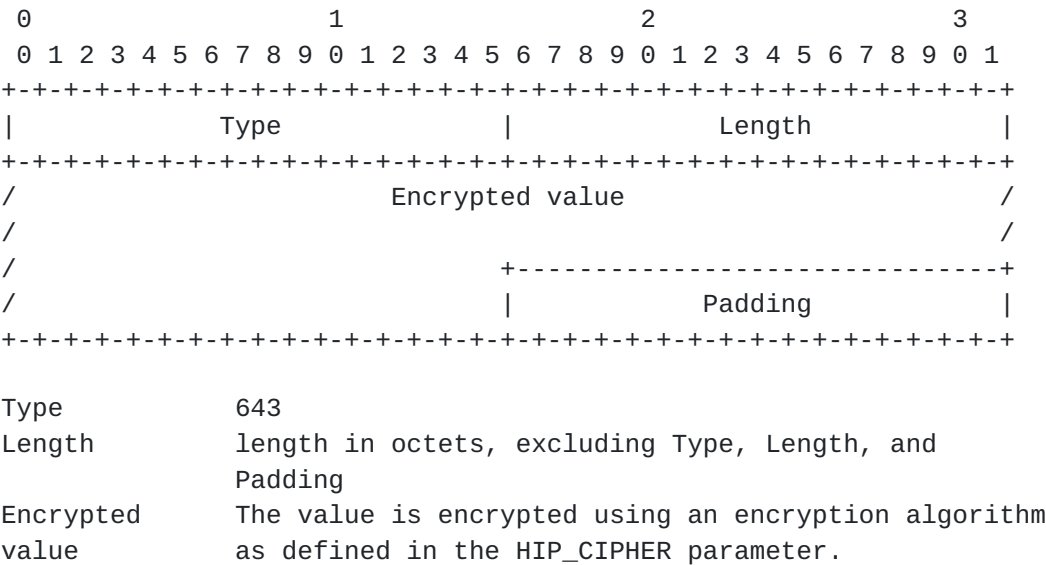 0                   1                   2                   3
 0 1 2 3 4 5 6 7 8 9 0 1 2 3 4 5 6 7 8 9 0 1 2 3 4 5 6 7 8 9 0 1
+-+-+-+-+-+-+-+-+-+-+-+-+-+-+-+-+-+-+-+-+-+-+-+-+-+-+-+-+-+-+-+-+
|             Type              |             Length            |
+-+-+-+-+-+-+-+-+-+-+-+-+-+-+-+-+-+-+-+-+-+-+-+-+-+-+-+-+-+-+-+-+
/                        Encrypted value                        /
/                                                               /
/                               +-------------------------------+
/                               |            Padding            |
+-+-+-+-+-+-+-+-+-+-+-+-+-+-+-+-+-+-+-+-+-+-+-+-+-+-+-+-+-+-+-+-+

Type           643
Length         length in octets, excluding Type, Length, and
               Padding
Encrypted      The value is encrypted using an encryption algorithm
value          as defined in the HIP_CIPHER parameter.